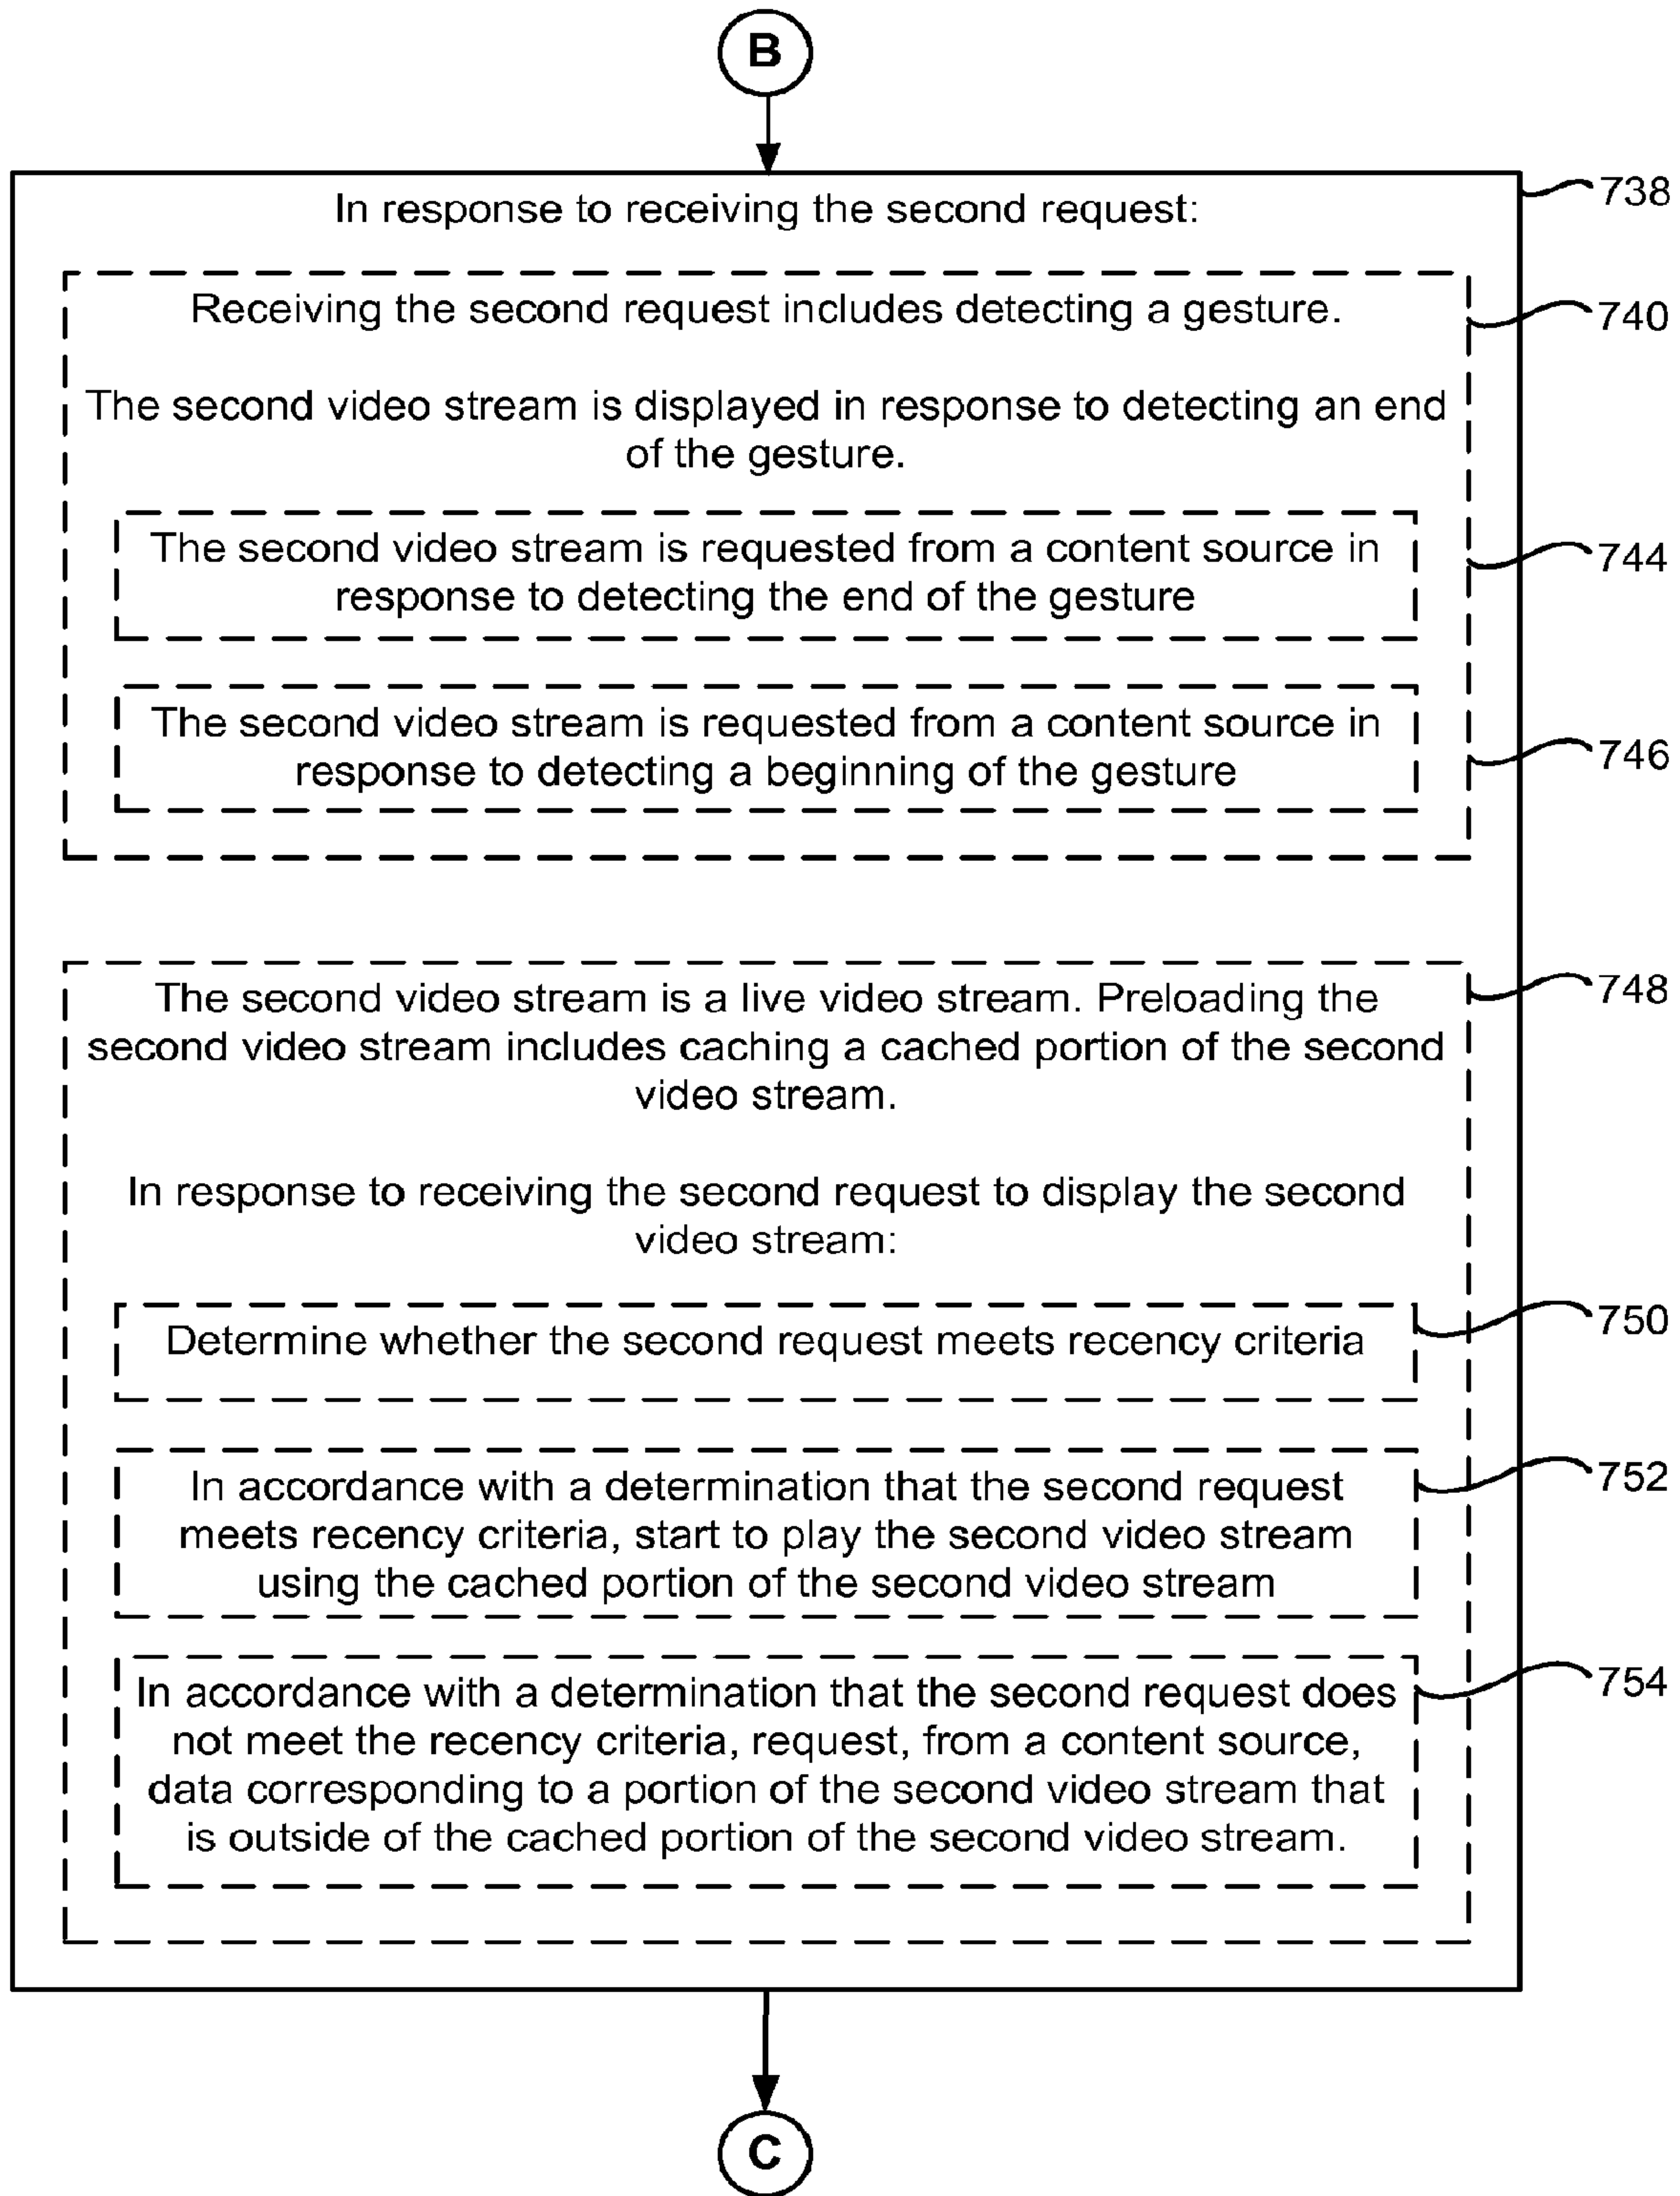 B
738
In response to receiving the second request:
740
Receiving the second request includes detecting a gesture.
The second video stream is displayed in response to detecting an end
of the gesture.
744
The second video stream is requested from a content source in
response to detecting the end of the gesture
746
The second video stream is requested from a content source in
response to detecting a beginning of the gesture
748
The second video stream is a live video stream. Preloading the
second video stream includes caching a cached portion of the second
video stream.
In response to receiving the second request to display the second
video stream:
750
Determine whether the second request meets recency criteria
752
In accordance with a determination that the second request
meets recency criteria, start to play the second video stream
using the cached portion of the second video stream
754
In accordance with a determination that the second request does
not meet the recency criteria, request, from a content source,
data corresponding to a portion of the second video stream that
is outside of the cached portion of the second video stream.
C